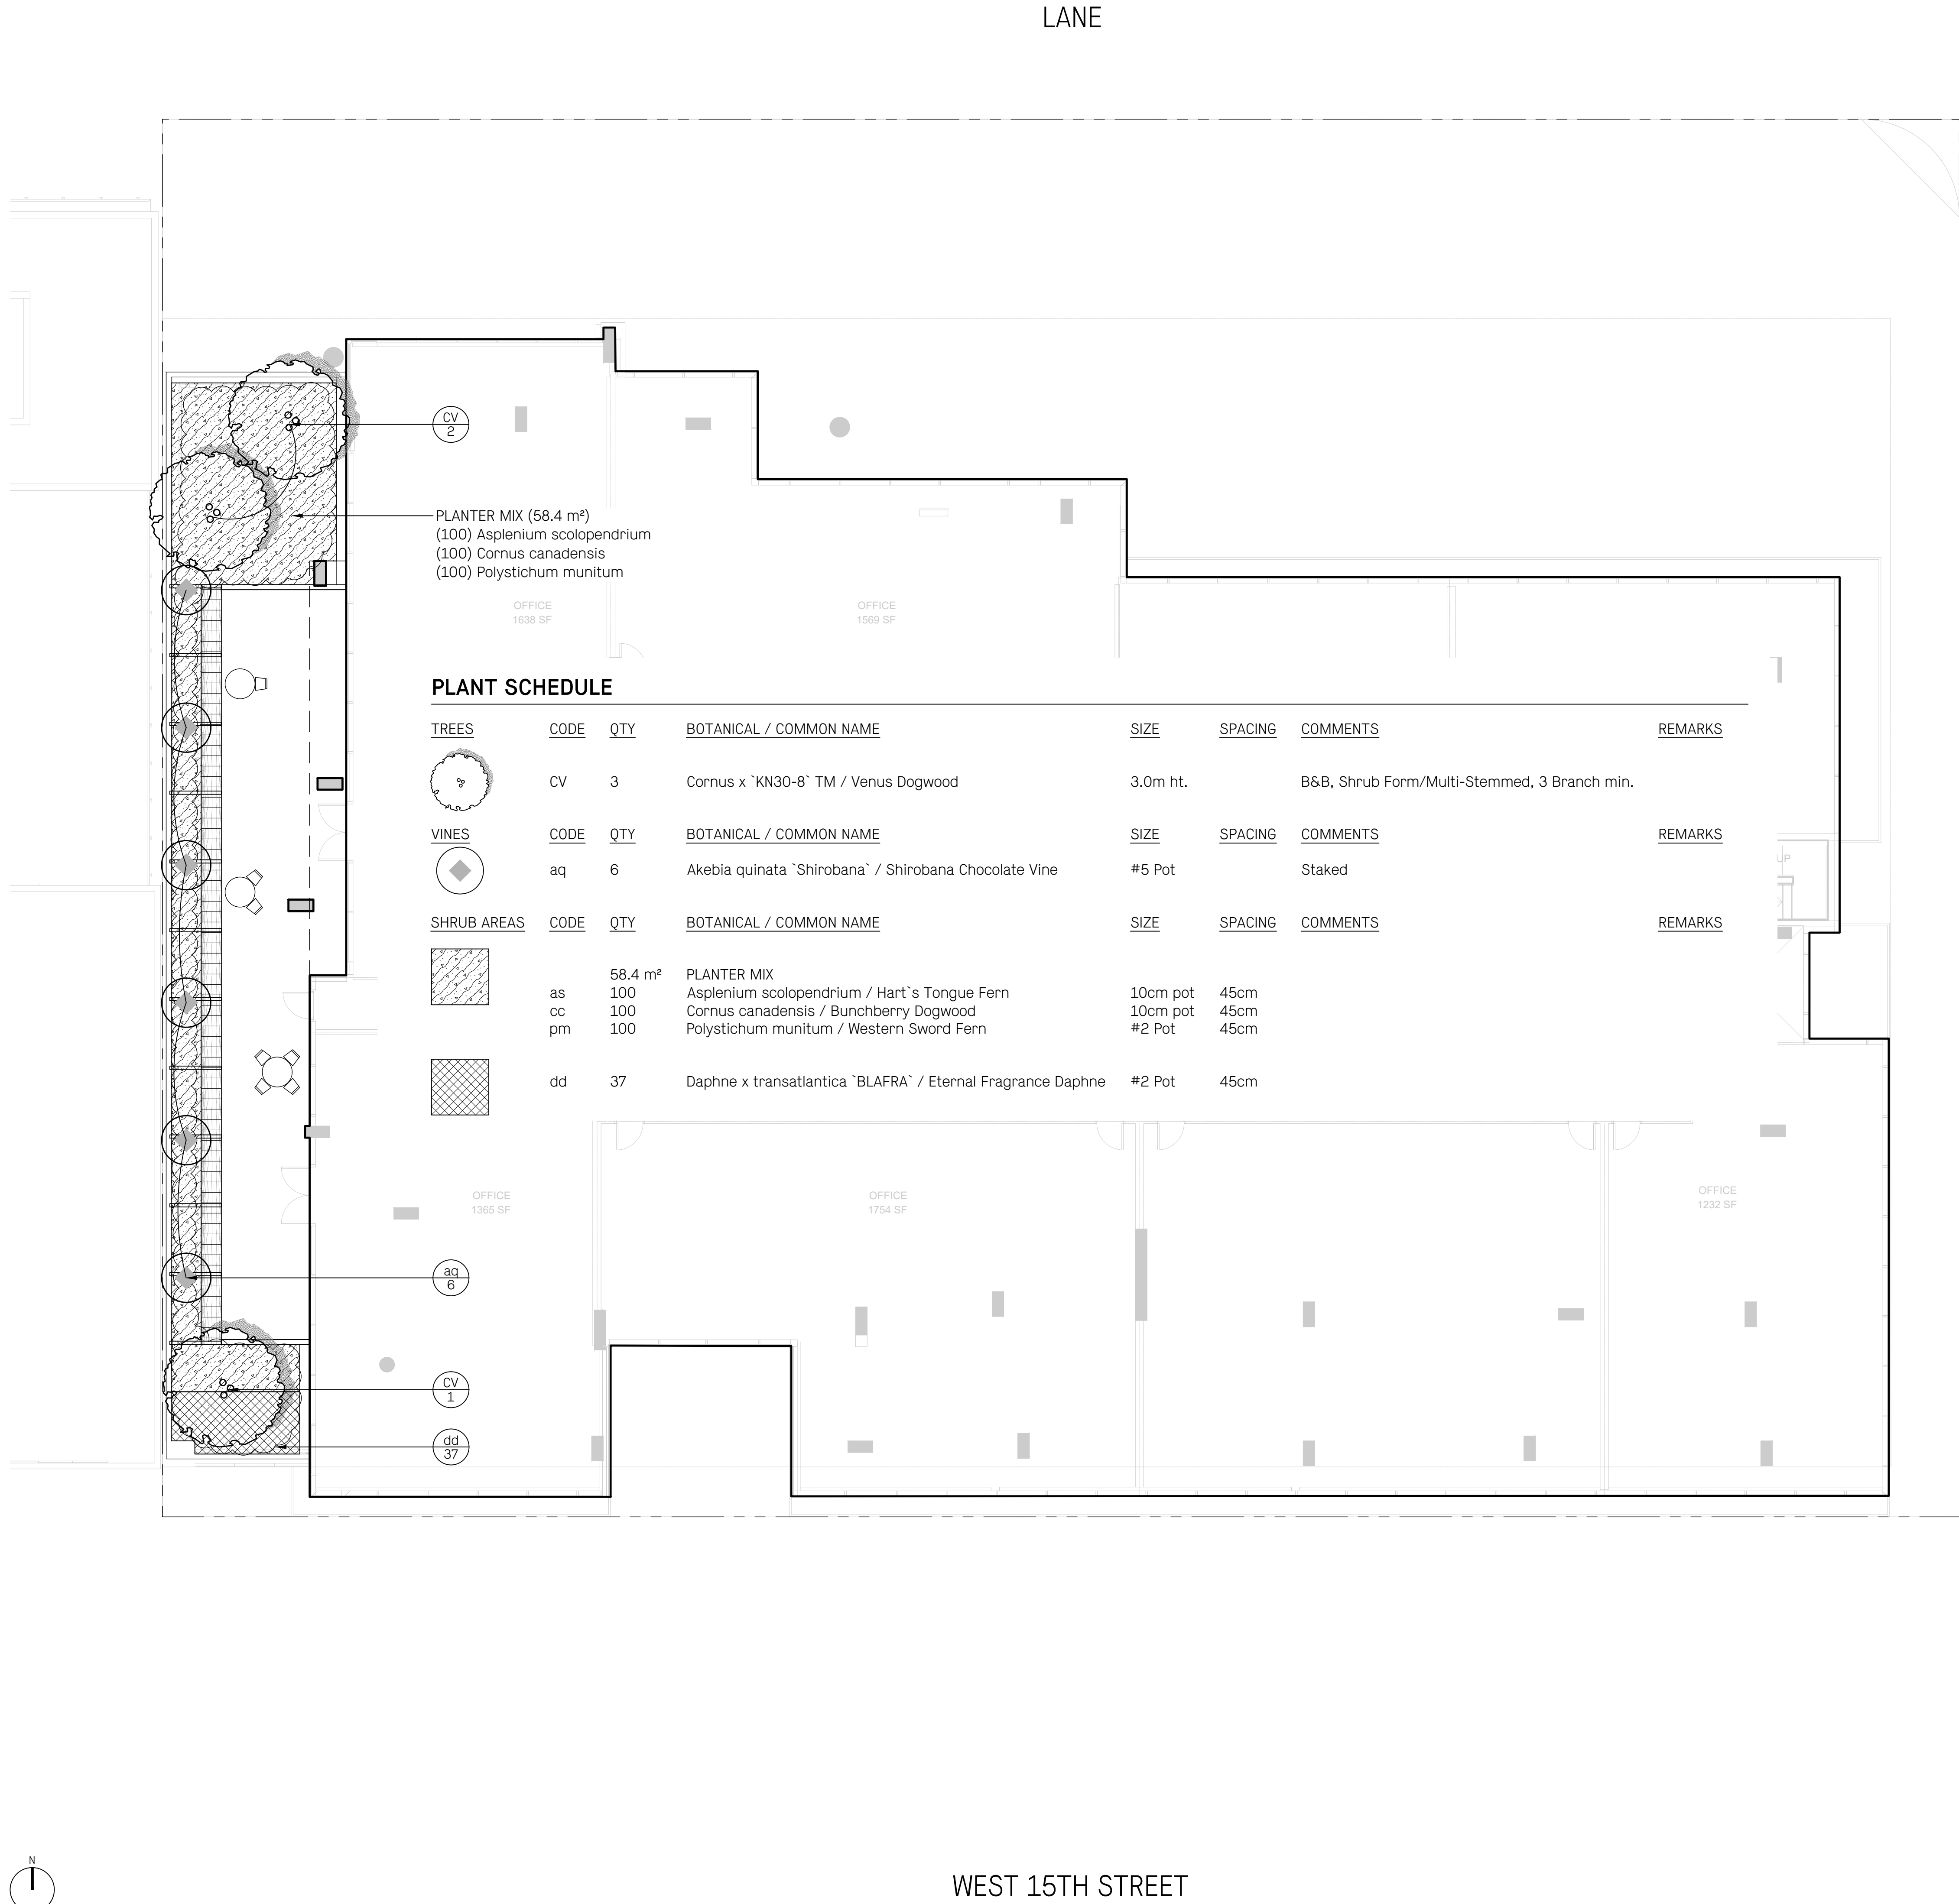 LANE
CV
2
PLANTER MIX (58.4 m²)
(100) Asplenium scolopendrium
(100) Cornus canadensis
(100) Polystichum munitum
OFFICE
1638 SF
OFFICE
1569 SF
PLANT SCHEDULE
TREES CODE QTY BOTANICAL / COMMON NAME SIZE SPACING COMMENTS REMARKS
CV 3 Cornus x `KN30-8` TM / Venus Dogwood 3.0m ht. B&B, Shrub Form/Multi-Stemmed, 3 Branch min.
VINES CODE QTY BOTANICAL / COMMON NAME SIZE SPACING COMMENTS REMARKS
aq 6 Akebia quinata `Shirobana` / Shirobana Chocolate Vine #5 Pot Staked
UP
SHRUB AREAS CODE QTY BOTANICAL / COMMON NAME SIZE SPACING COMMENTS REMARKS
58.4 m² PLANTER MIX
as 100 Asplenium scolopendrium / Hart`s Tongue Fern 10cm pot 45cm
cc 100 Cornus canadensis / Bunchberry Dogwood 10cm pot 45cm
pm 100 Polystichum munitum / Western Sword Fern #2 Pot 45cm
dd 37 Daphne x transatlantica `BLAFRA` / Eternal Fragrance Daphne #2 Pot 45cm
OFFICE
1365 SF
OFFICE
1754 SF
OFFICE
1232 SF
aq
6
CV
1
dd
37
N
WEST 15TH STREET